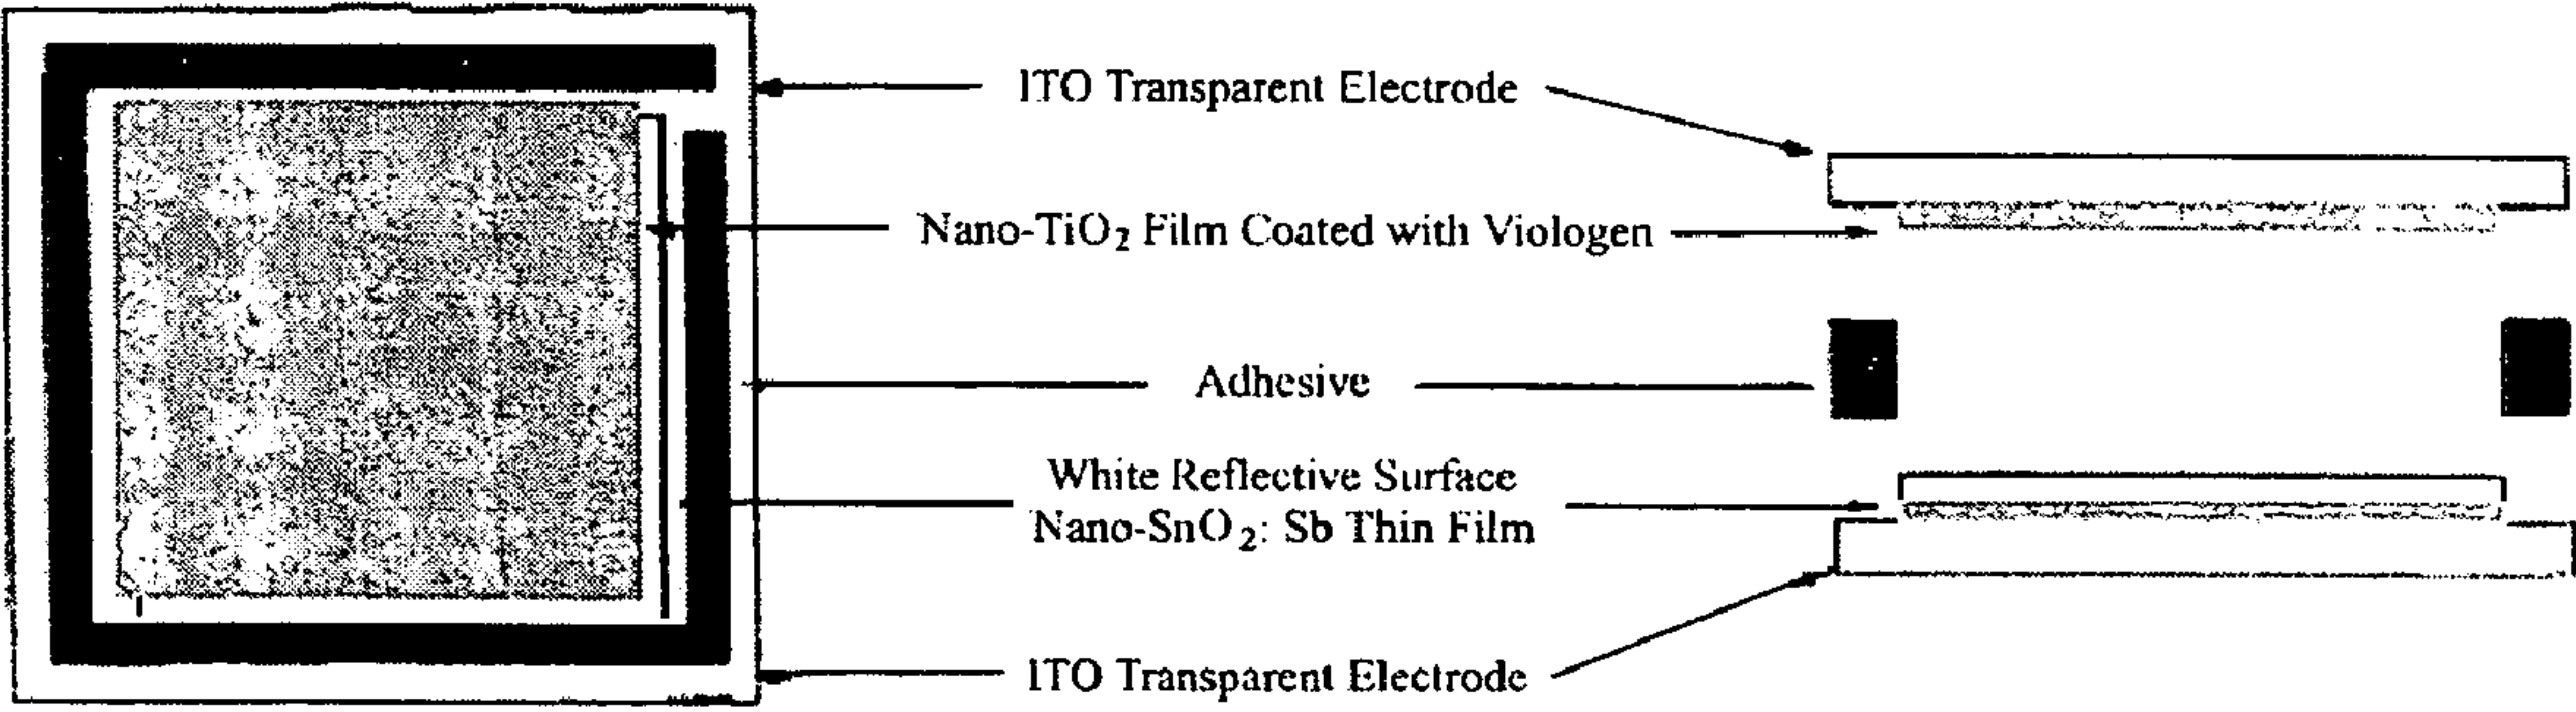 ITO Transparent Electrode
Nano-TiO₂ Film Coated with Viologen
Adhesive
White Reflective Surface
Nano-SnO₂: Sb Thin Film
ITO Transparent Electrode